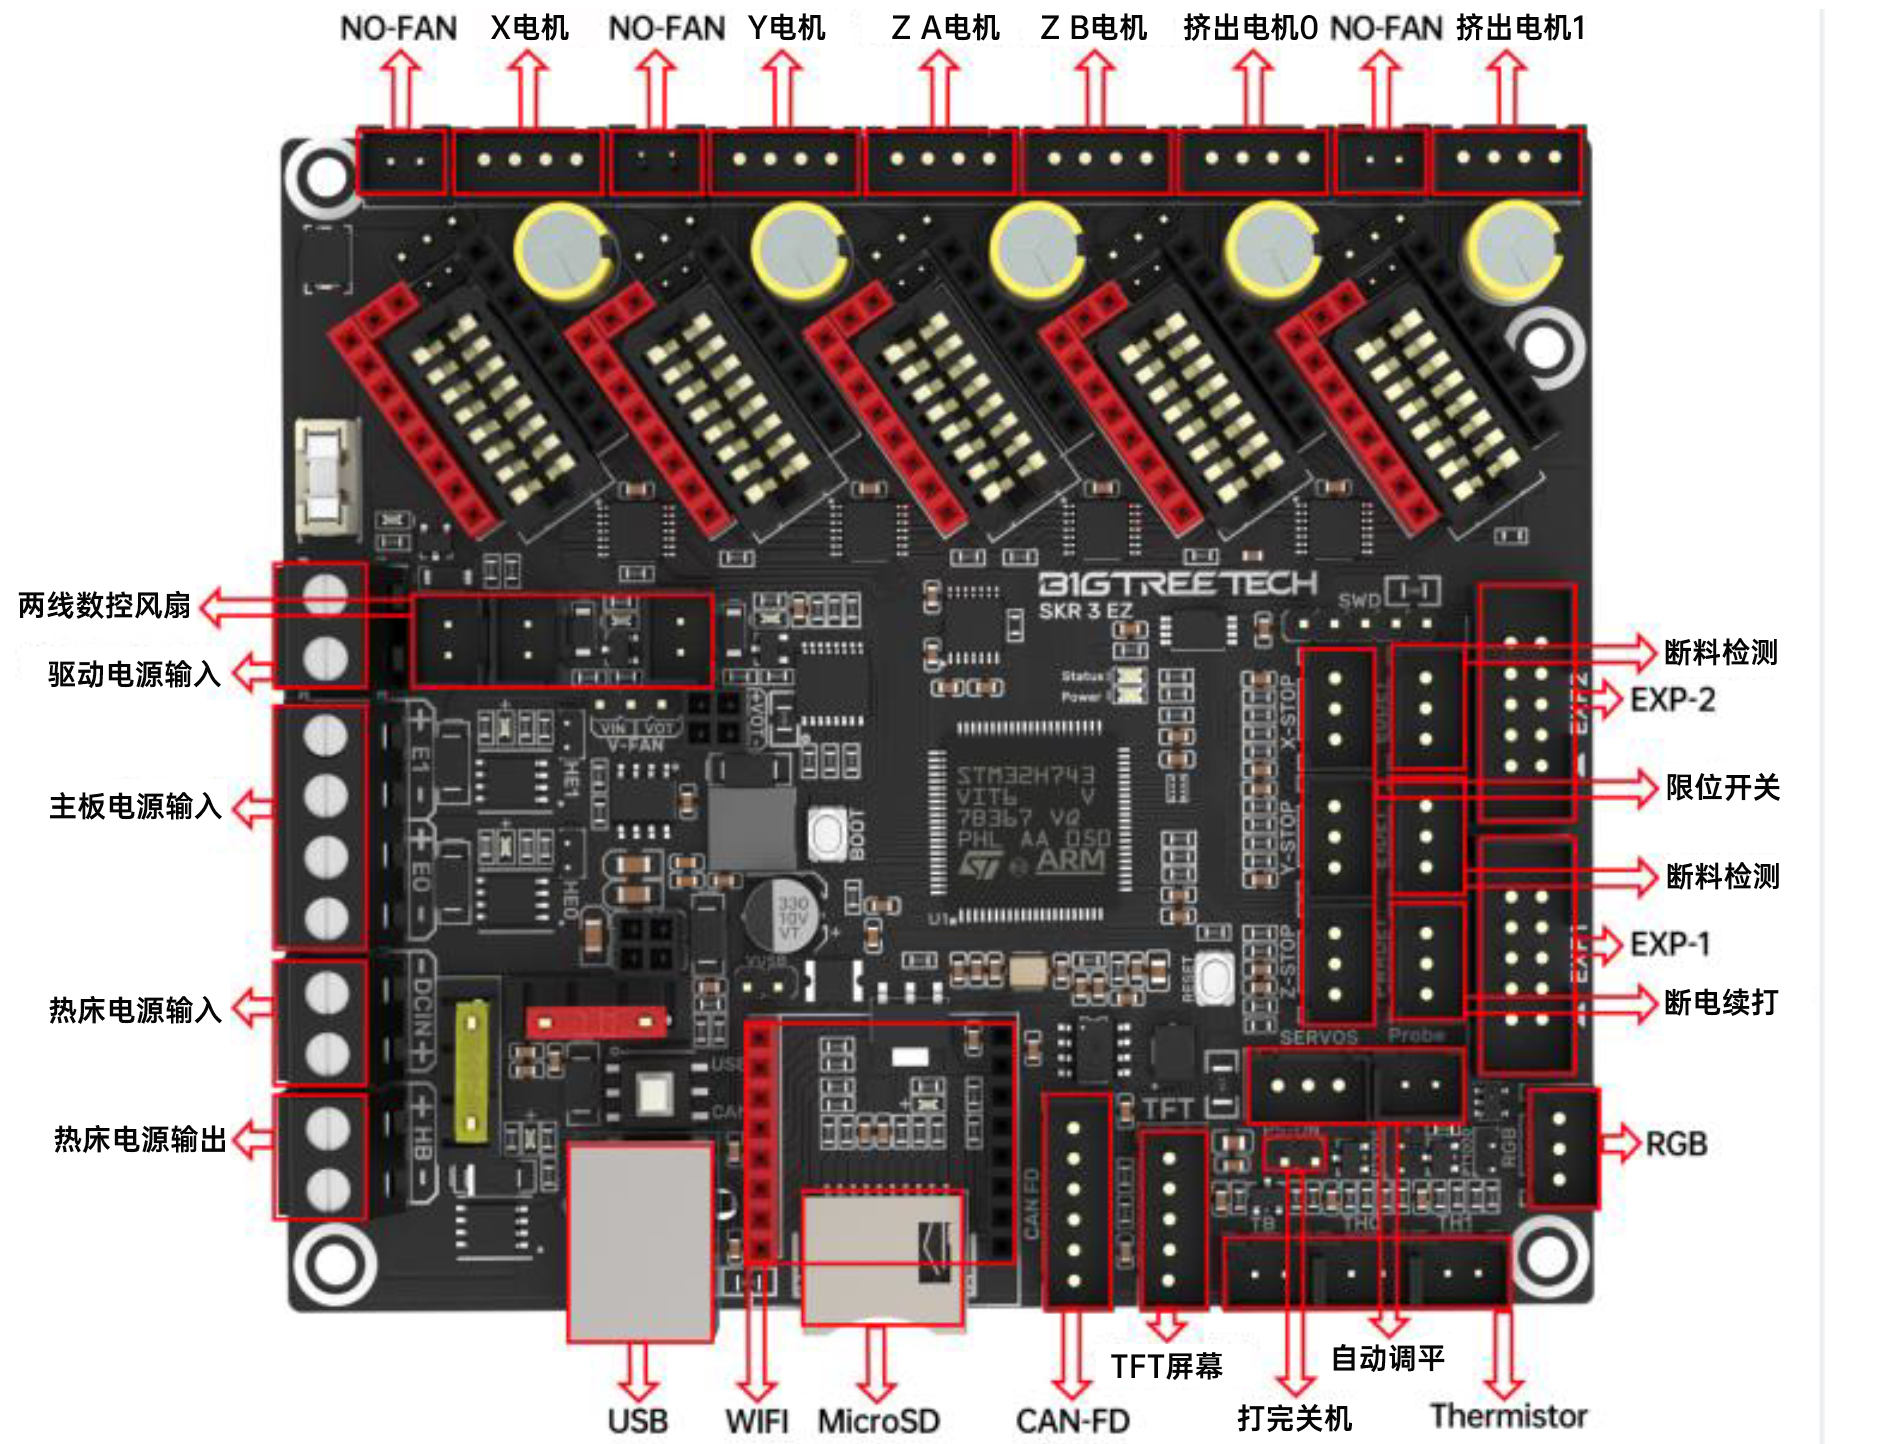 NO-FAN X电机 NO-FAN Y电机 Z A电机 Z B电机 挤出电机0 NO-FAN 挤出电机1
两线数控风扇
驱动电源输入
主板电源输入
热床电源输入
热床电源输出
BIGTREETECH
SKR 3 EZ
SWD
Status
Power
VIN VOT
V-FAN
+VOT-
+ E1 -
HE1
+ E0 -
HE0
-DCIN+
+ HB -
BOOT
STM32H743
VIT6 V
7B367 VQ
PHL AA 050
ST ARM
U1
330
10V
VT
VUSB
RESET
X-STOP
Y-STOP
Z-STOP
EXP2
断料检测
EXP-2
限位开关
断料检测
EXP-1
断电续打
SERVOS Probe
USB
CAN
TFT
CAN FD
RGB
RGB
TB TH0 TH1
USB WIFI MicroSD CAN-FD TFT屏幕 打完关机 自动调平 Thermistor